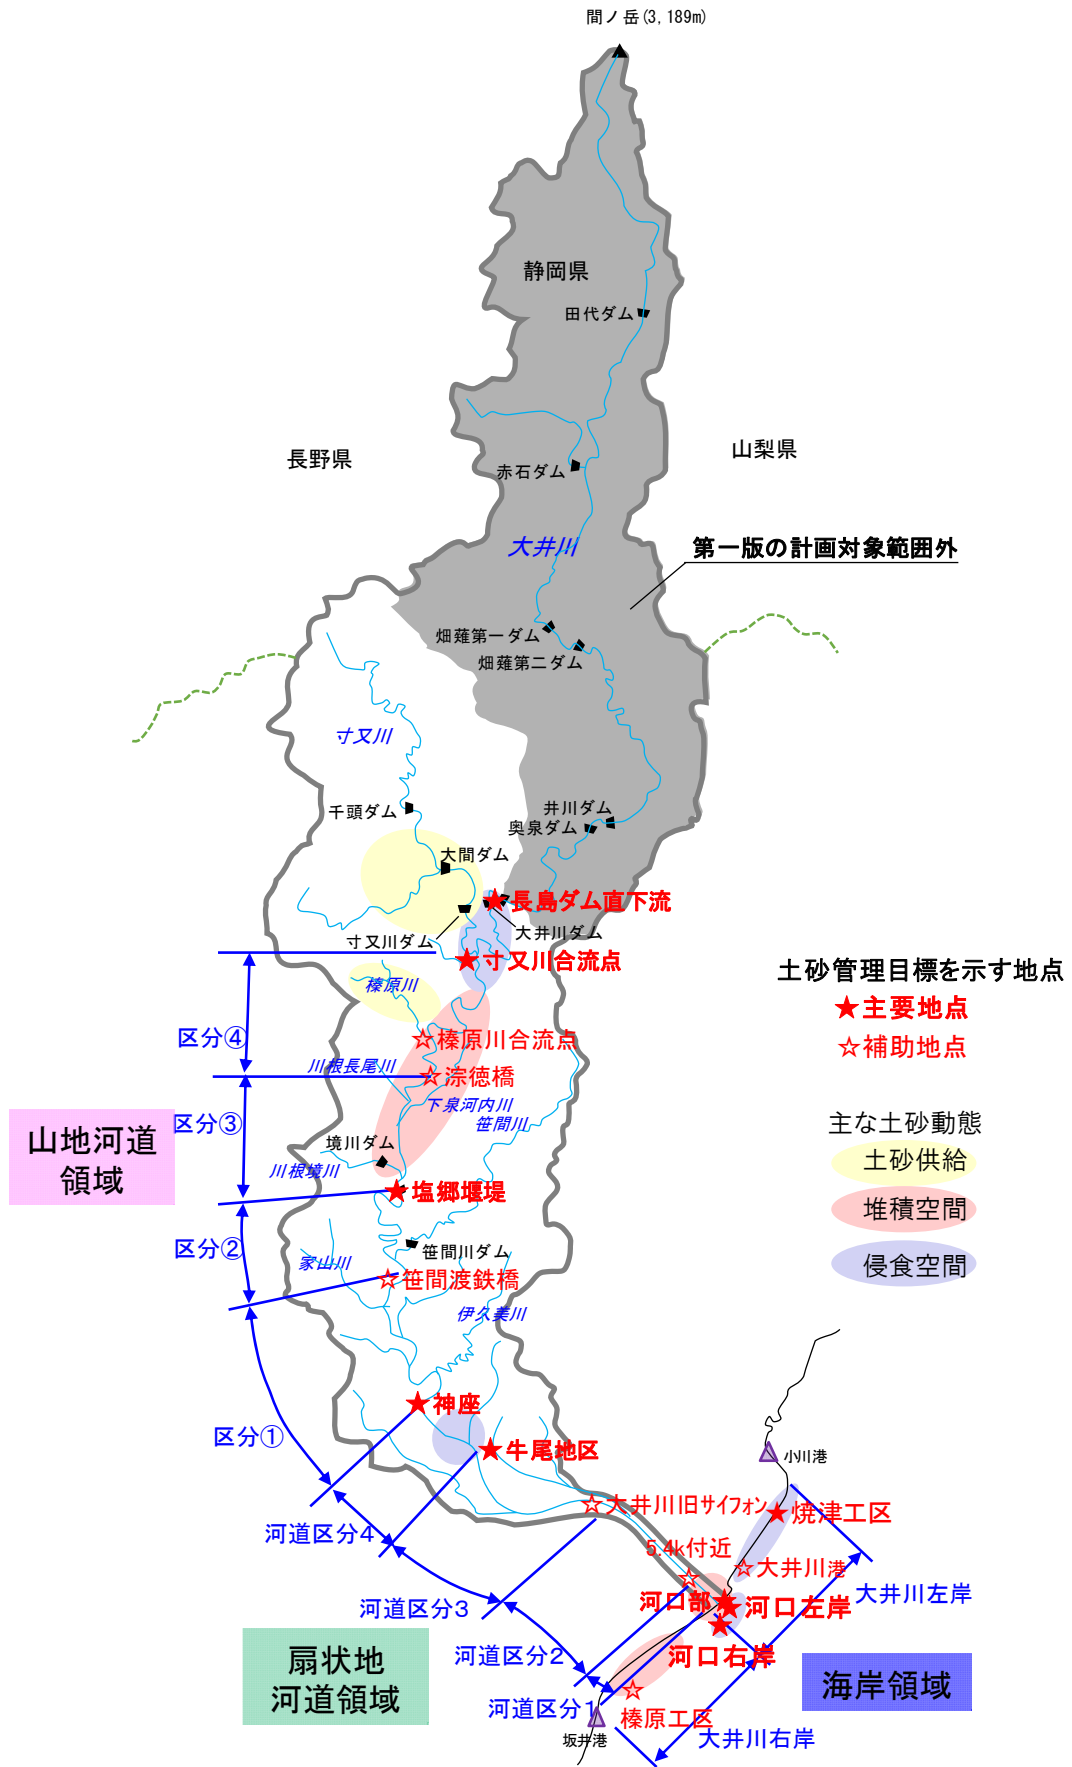 間ノ岳(3,189m)
静岡県
田代ダム
長野県
山梨県
赤石ダム
大井川
第一版の計画対象範囲外
畑薙第一ダム
畑薙第二ダム
寸又川
千頭ダム
井川ダム
奥泉ダム
大間ダム
長島ダム直下流
大井川ダム
寸又川ダム
寸又川合流点
土砂管理目標を示す地点
★主要地点
☆補助地点
榛原川
区分④
榛原川合流点
川根長尾川
淙徳橋
下泉河内川
笹間川
区分③
山地河道
領域
主な土砂動態
土砂供給
堆積空間
侵食空間
境川ダム
川根境川
塩郷堰堤
区分②
笹間川ダム
家山川
笹間渡鉄橋
伊久美川
神座
区分①
牛尾地区
小川港
大井川旧サイフォン
焼津工区
河道区分4
5.4k付近
大井川港
大井川左岸
河口部
河口左岸
河道区分3
河口右岸
河道区分2
扇状地
河道領域
海岸領域
河道区分1
榛原工区
坂井港
大井川右岸